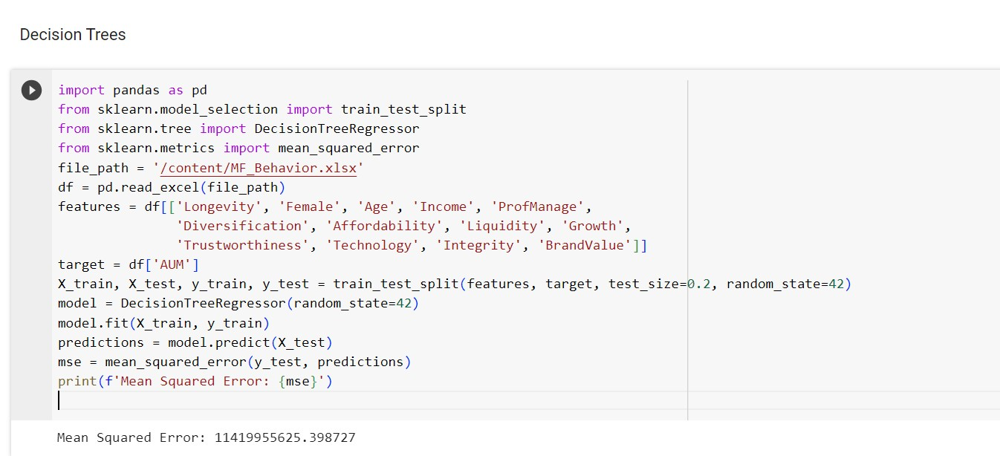 Decision Trees
import pandas as pd
from sklearn.model_selection import train_test_split
from sklearn.tree import DecisionTreeRegressor
from sklearn.metrics import mean_squared_error
file_path = '/content/MF_Behavior.xlsx'
df = pd.read_excel(file_path)
features = df[['Longevity', 'Female', 'Age', 'Income', 'ProfManage',
               'Diversification', 'Affordability', 'Liquidity', 'Growth',
               'Trustworthiness', 'Technology', 'Integrity', 'BrandValue']]
target = df['AUM']
X_train, X_test, y_train, y_test = train_test_split(features, target, test_size=0.2, random_state=42)
model = DecisionTreeRegressor(random_state=42)
model.fit(X_train, y_train)
predictions = model.predict(X_test)
mse = mean_squared_error(y_test, predictions)
print(f'Mean Squared Error: {mse}')
Mean Squared Error: 11419955625.398727